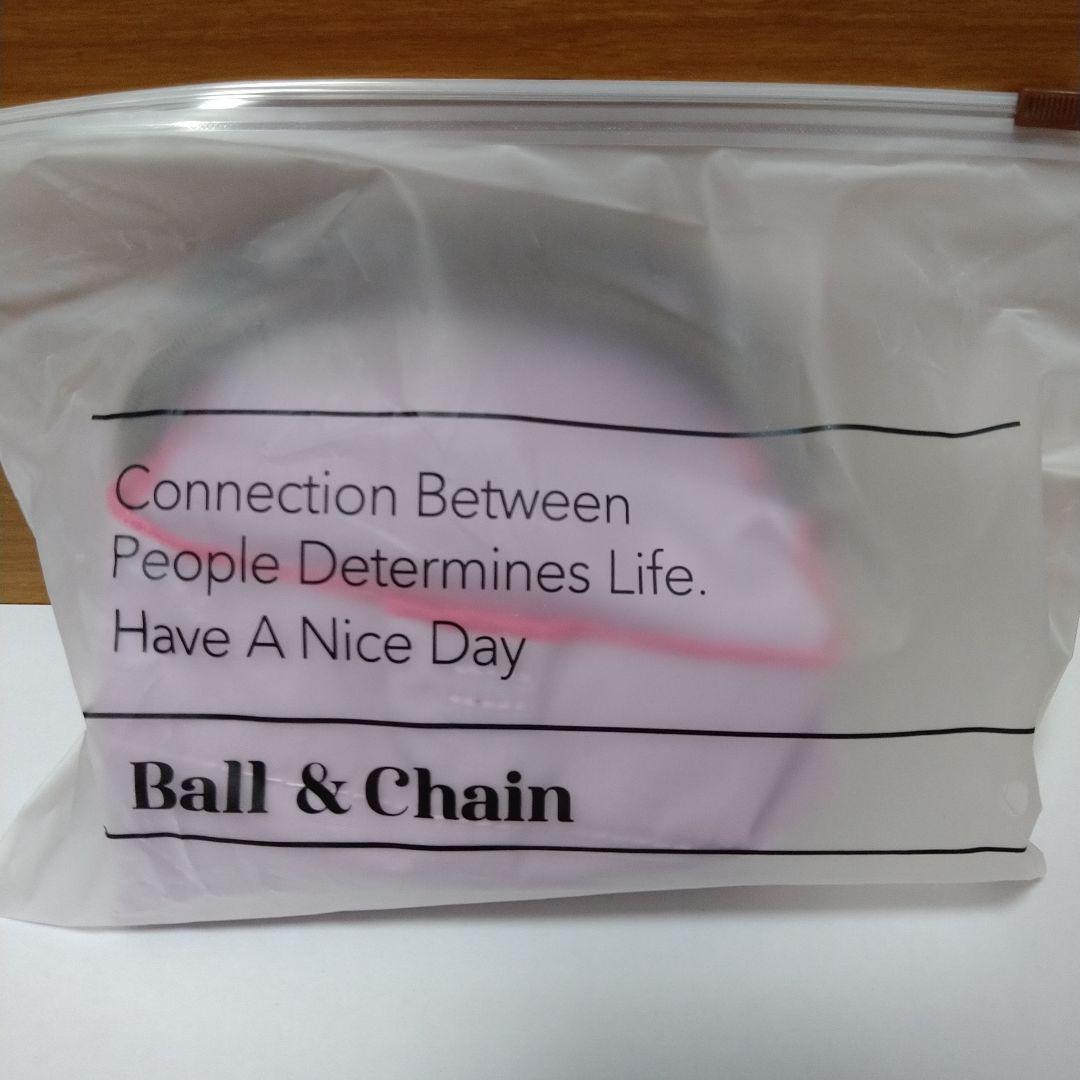 Connection Between
People Determines Life.
Have A Nice Day
Ball & Chain